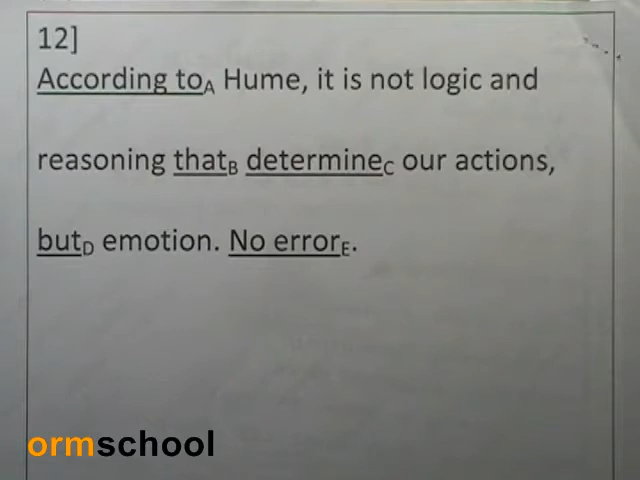 12]
According toA Hume, it is not logic and
reasoning thatB determineC our actions,
butD emotion. No errorE.
ormschool